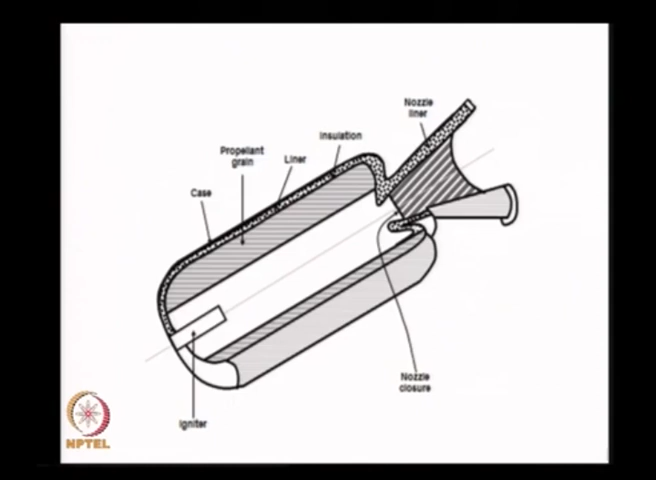 Nozzle
liner
Insulation
Propellant
grain
Liner
Case
Nozzle
closure
Igniter
NPTEL